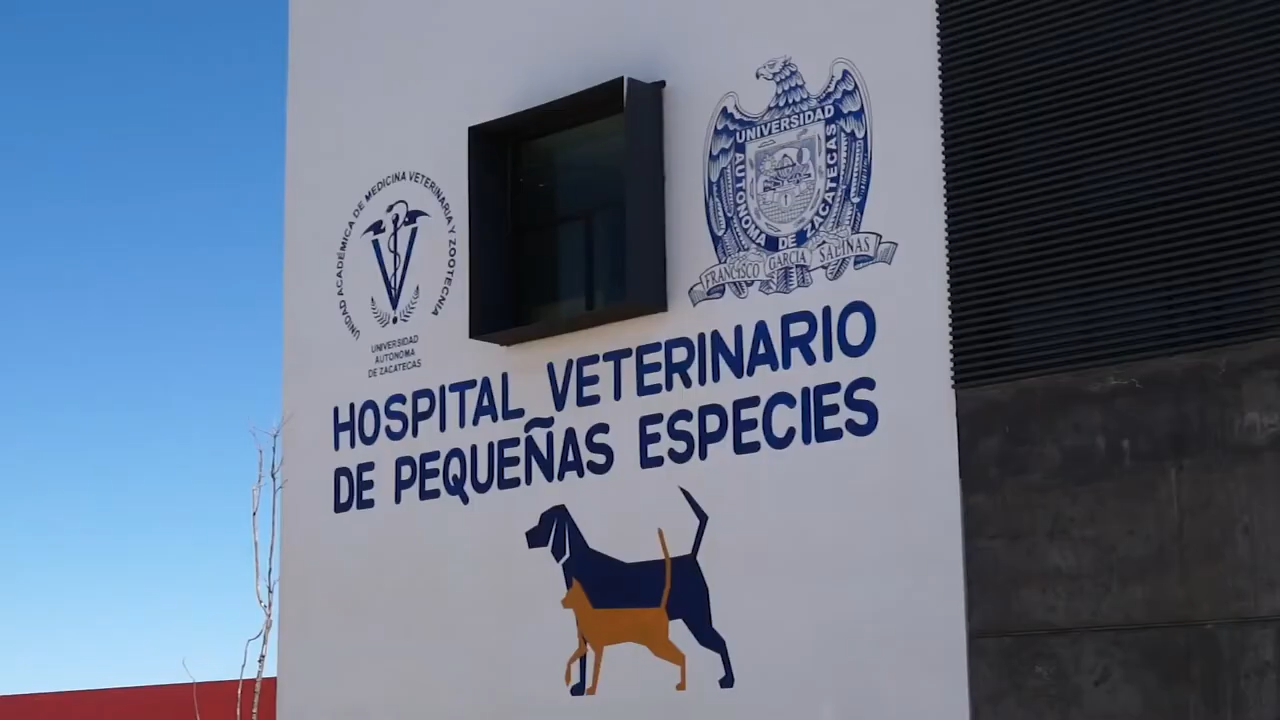 UNIDAD ACADÉMICA DE MEDICINA VETERINARIA Y ZOOTECNIA
UNIVERSIDAD
AUTONOMA
DE ZACATECAS
UNIVERSIDAD
AUTONOMA DE ZACATECAS
FRANCISCO GARCIA SALINAS
HOSPITAL VETERINARIO
DE PEQUEÑAS ESPECIES